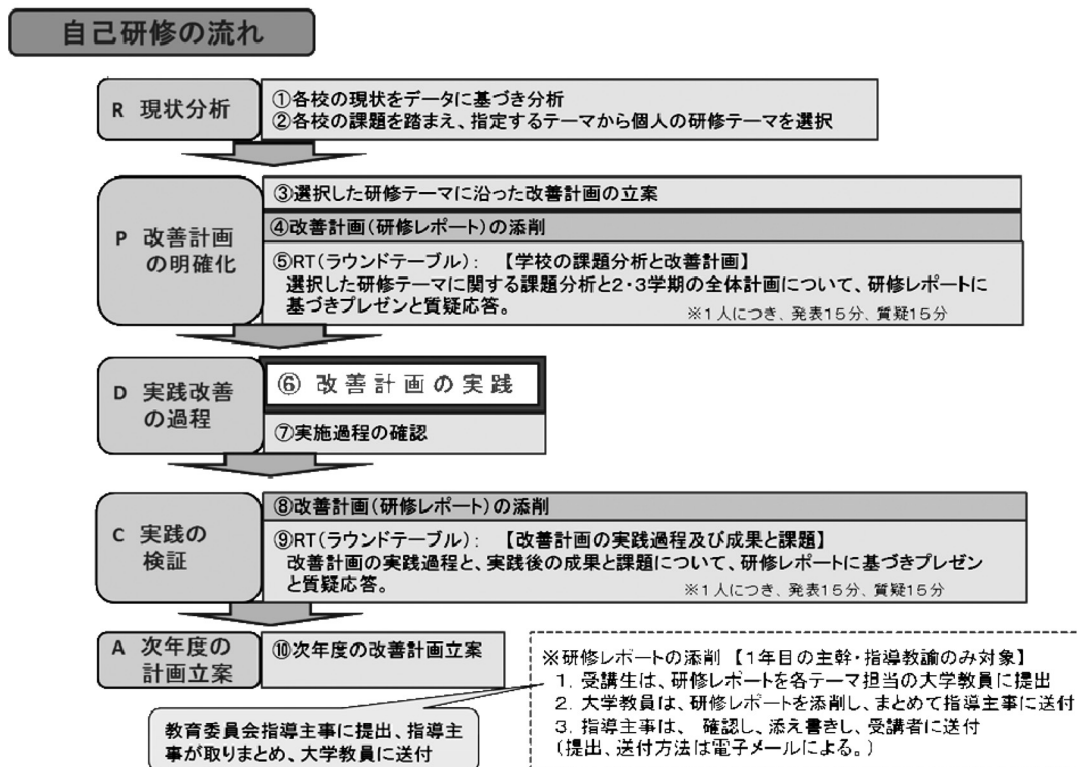 自己研修の流れ
R 現状分析
①各校の現状をデータに基づき分析
②各校の課題を踏まえ、指定するテーマから個人の研修テーマを選択
P 改善計画
の明確化
③選択した研修テーマに沿った改善計画の立案
④改善計画(研修レポート)の添削
⑤RT(ラウンドテーブル): 【学校の課題分析と改善計画】
選択した研修テーマに関する課題分析と2・3学期の全体計画について、研修レポートに
基づきプレゼンと質疑応答。
※1人につき、発表15分、質疑15分
D 実践改善
の過程
⑥ 改善計画の実践
⑦実施過程の確認
C 実践の
検証
⑧改善計画(研修レポート)の添削
⑨RT(ラウンドテーブル): 【改善計画の実践過程及び成果と課題】
改善計画の実践過程と、実践後の成果と課題について、研修レポートに基づきプレゼン
と質疑応答。
※1人につき、発表15分、質疑15分
A 次年度の
計画立案
⑩次年度の改善計画立案
教育委員会指導主事に提出、指導主
事が取りまとめ、大学教員に送付
※研修レポートの添削 【1年目の主幹・指導教諭のみ対象】
1. 受講生は、研修レポートを各テーマ担当の大学教員に提出
2. 大学教員は、研修レポートを添削し、まとめて指導主事に送付
3. 指導主事は、 確認し、添え書きし、受講者に送付
(提出、送付方法は電子メールによる。)